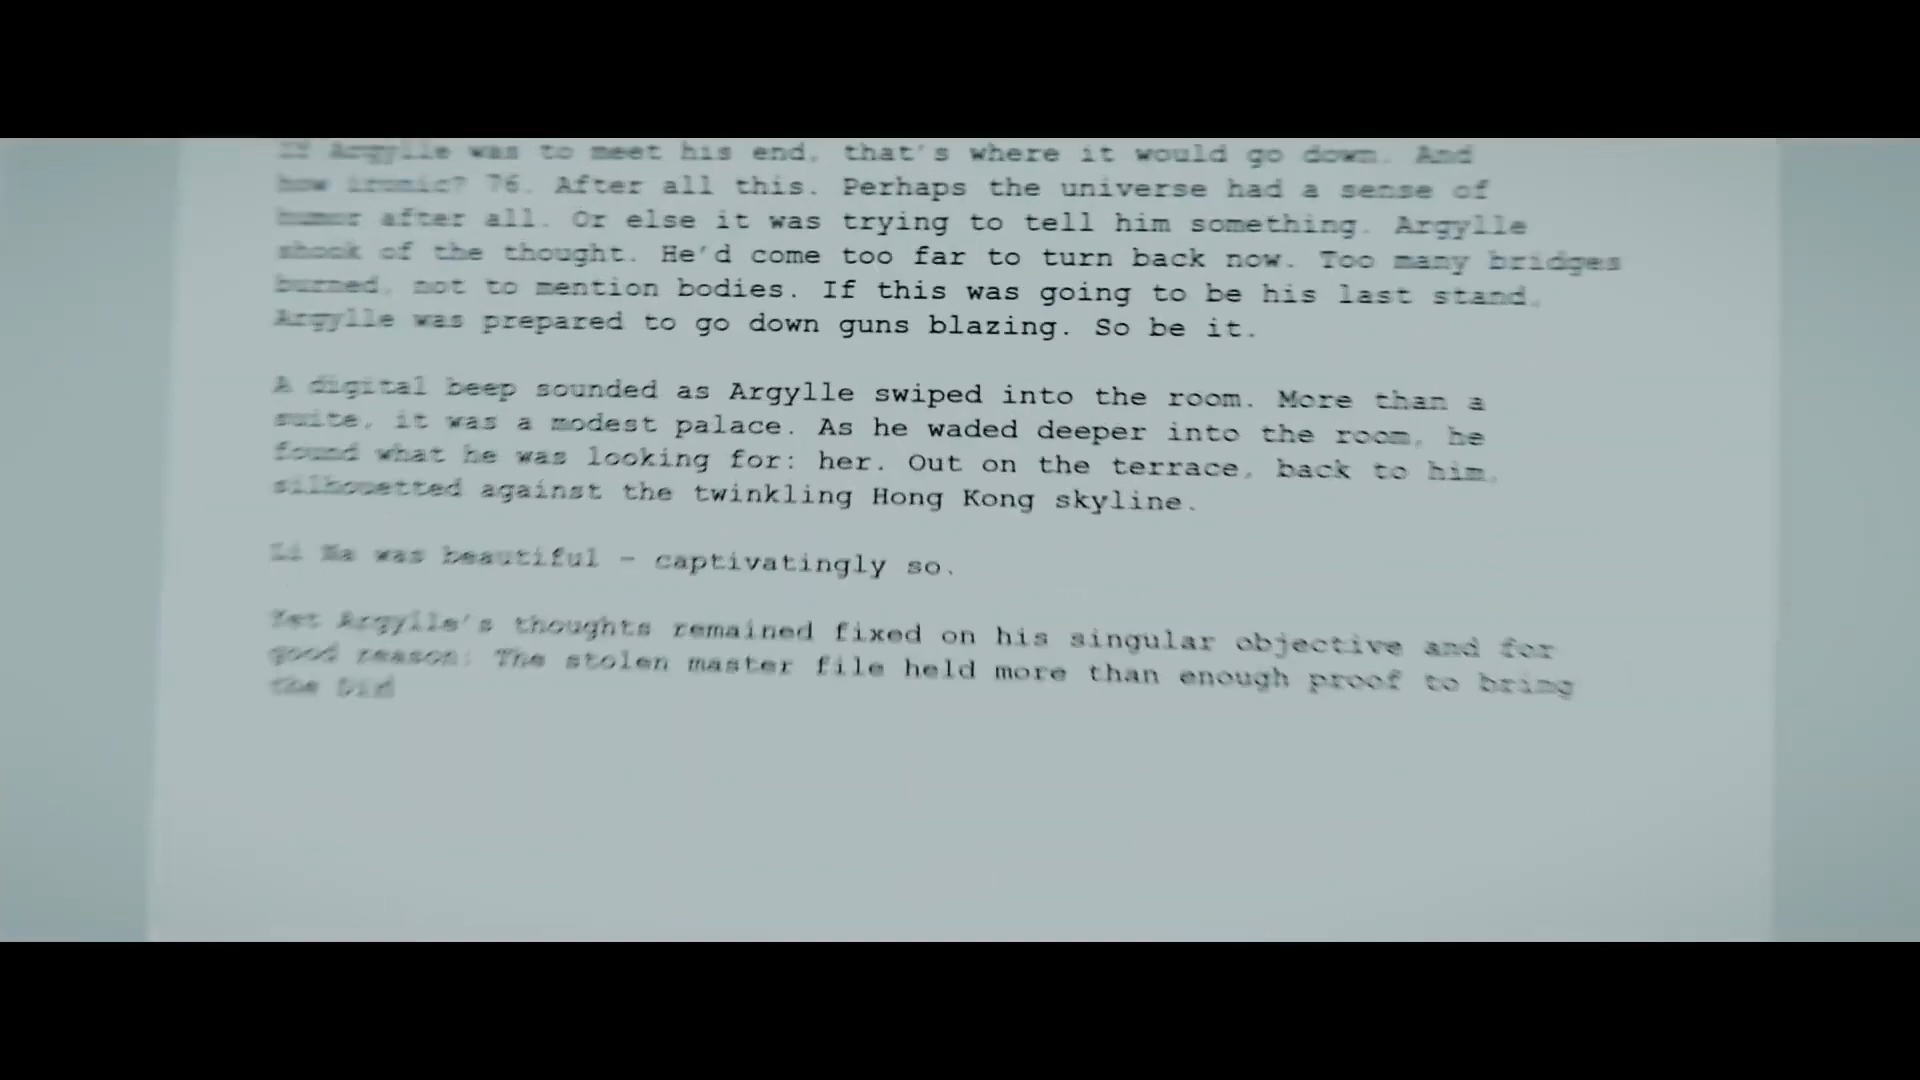 If Argylle was to meet his end, that's where it would go down. And
how ironic? 76. After all this. Perhaps the universe had a sense of
humor after all. Or else it was trying to tell him something. Argylle
shook of the thought. He'd come too far to turn back now. Too many bridges
burned, not to mention bodies. If this was going to be his last stand,
Argylle was prepared to go down guns blazing. So be it.
A digital beep sounded as Argylle swiped into the room. More than a
suite, it was a modest palace. As he waded deeper into the room, he
found what he was looking for: her. Out on the terrace, back to him,
silhouetted against the twinkling Hong Kong skyline.
Li Na was beautiful – captivatingly so.
Yet Argylle's thoughts remained fixed on his singular objective and for
good reason: The stolen master file held more than enough proof to bring
the